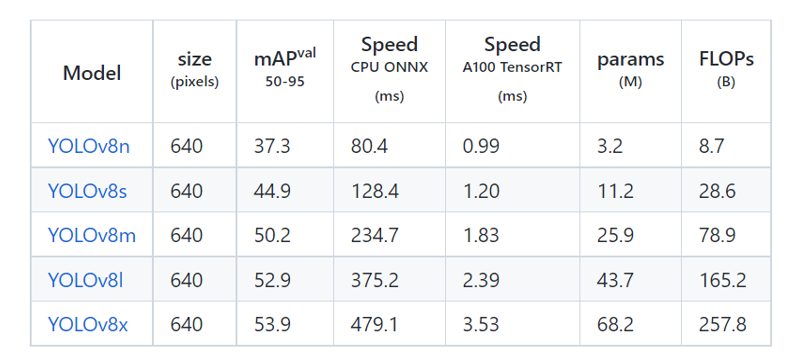 Model size (pixels) mAPval 50-95 Speed CPU ONNX (ms) Speed A100 TensorRT (ms) params (M) FLOPs (B)
YOLOv8n 640 37.3 80.4 0.99 3.2 8.7
YOLOv8s 640 44.9 128.4 1.20 11.2 28.6
YOLOv8m 640 50.2 234.7 1.83 25.9 78.9
YOLOv8l 640 52.9 375.2 2.39 43.7 165.2
YOLOv8x 640 53.9 479.1 3.53 68.2 257.8